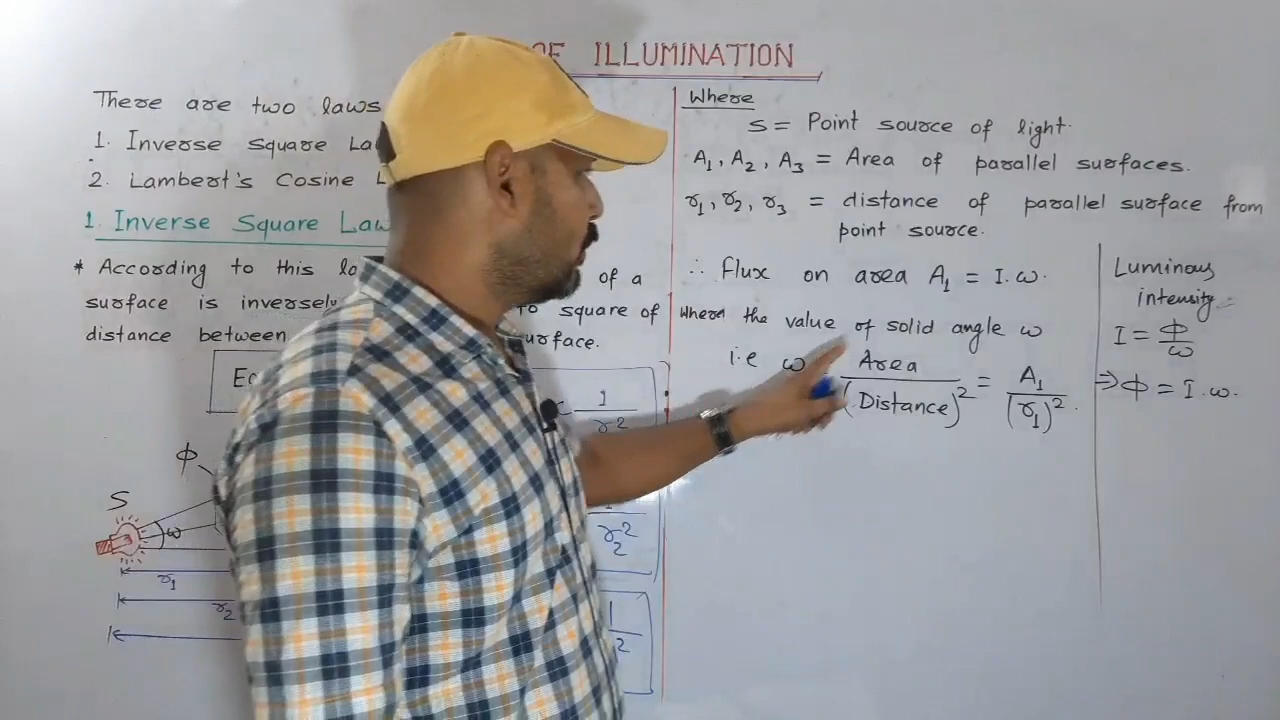 OF ILLUMINATION
There are two laws
1. Inverse Square La
2. Lambert's Cosine L
1. Inverse Square Law
* According to this la of a
surface is inversely to square of
distance between urface.
E
∝ 1/r²
1/r₂²
ϕ
S
ω
r₁
r₂
Where
S = Point source of light.
A₁, A₂, A₃ = Area of parallel surfaces.
r₁, r₂, r₃ = distance of parallel surface from
point source.
∴ Flux on area A₁ = I.ω.
When the value of solid angle ω
i.e ω Area/(Distance)² = A₁/(r₁)².
Luminous
intensity
I = ϕ/ω
⇒ ϕ = I.ω.